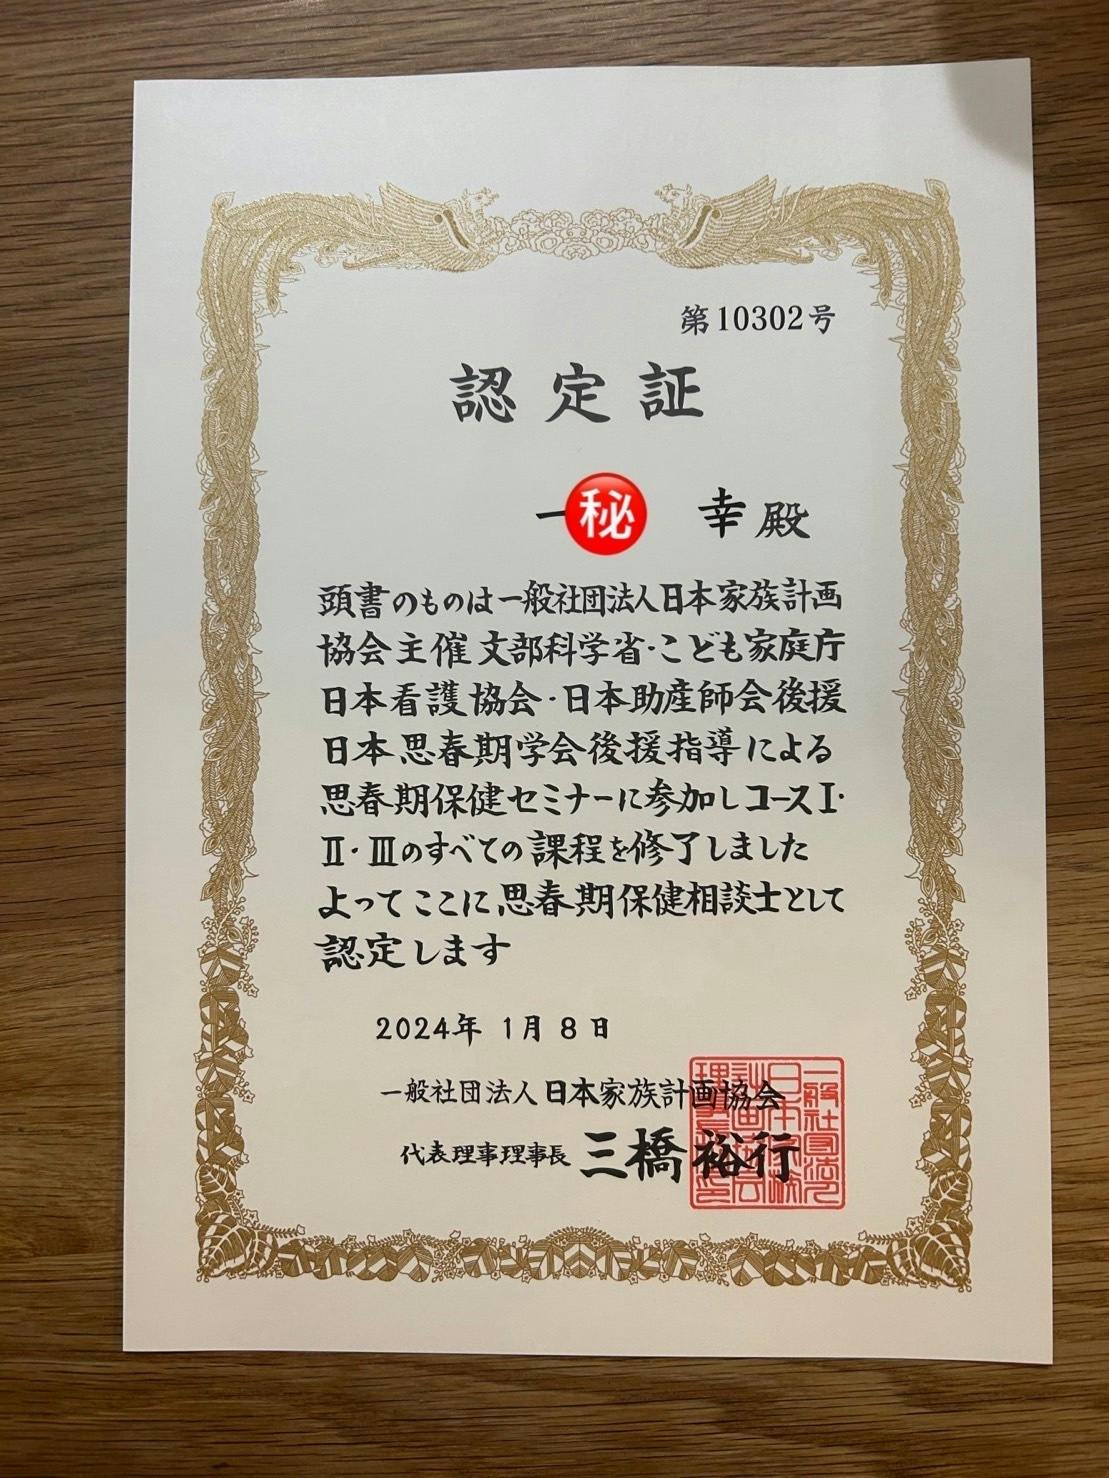 第10302号
認定証
一㊙ 幸殿
頭書のものは一般社団法人日本家族計画
協会主催文部科学省・こども家庭庁
日本看護協会・日本助産師会後援
日本思春期学会後援指導による
思春期保健セミナーに参加しコースⅠ・
Ⅱ・Ⅲのすべての課程を修了しました
よってここに思春期保健相談士として
認定します
2024年 1月 8日
一般社団法人日本家族計画協会
代表理事理事長 三橋裕行